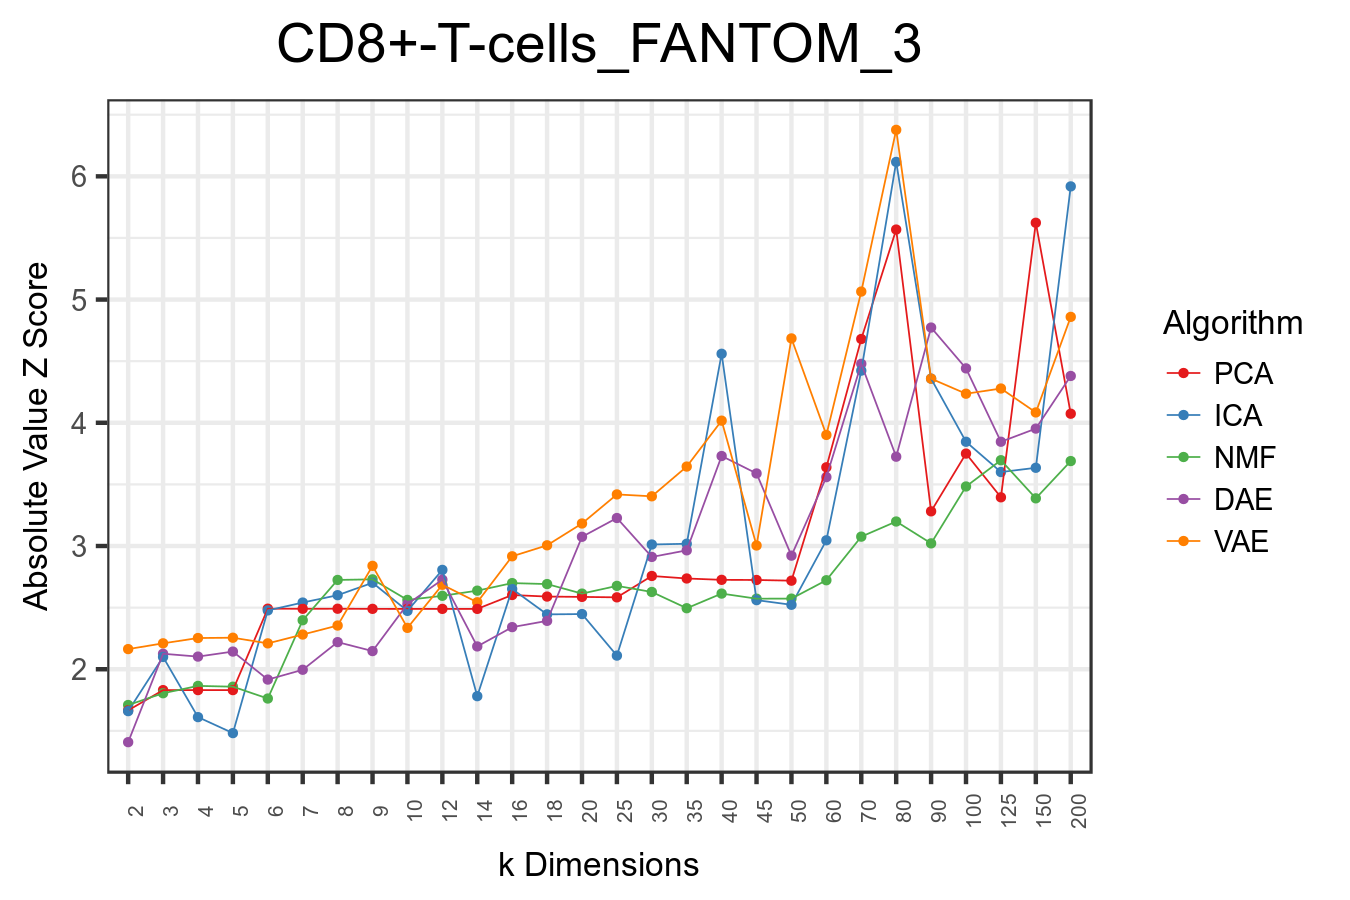 CD8+-T-cells_FANTOM_3
Absolute Value Z Score
6
5
4
3
2
2 3 4 5 6 7 8 9 10 12 14 16 18 20 25 30 35 40 45 50 60 70 80 90 100 125 150 200
k Dimensions
Algorithm
PCA
ICA
NMF
DAE
VAE